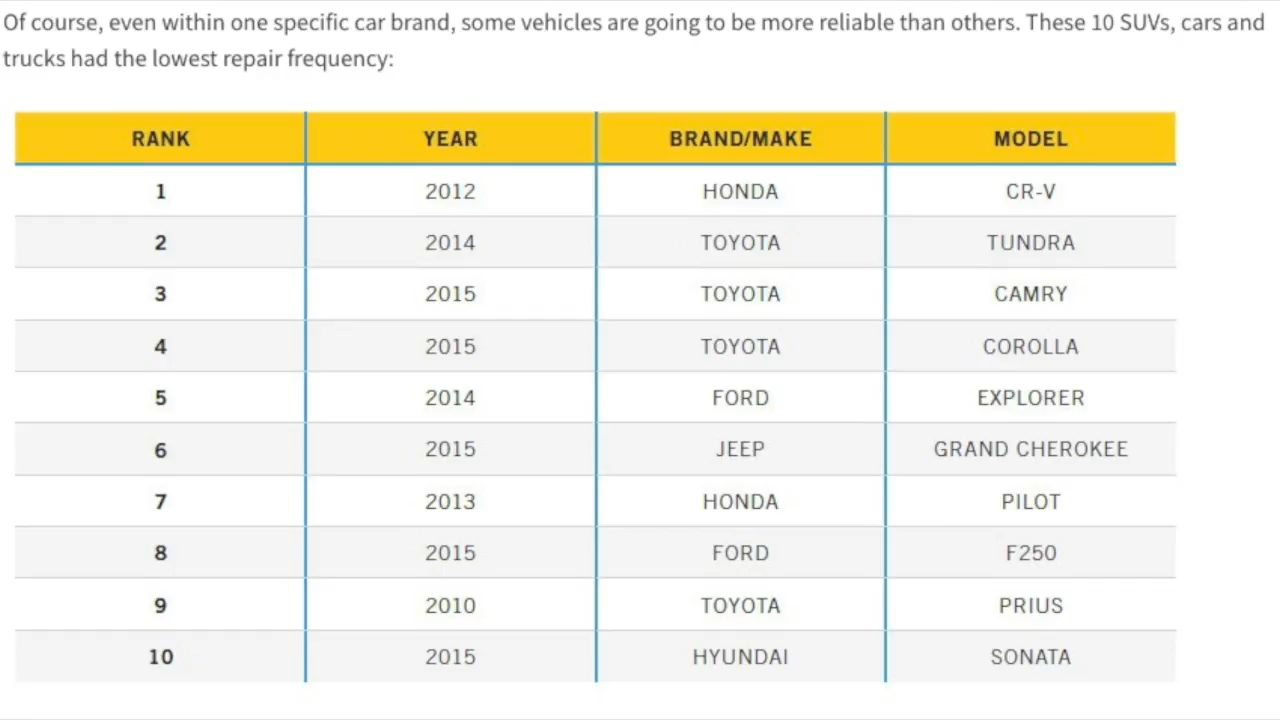 Of course, even within one specific car brand, some vehicles are going to be more reliable than others. These 10 SUVs, cars and
trucks had the lowest repair frequency:
RANK YEAR BRAND/MAKE MODEL
1 2012 HONDA CR-V
2 2014 TOYOTA TUNDRA
3 2015 TOYOTA CAMRY
4 2015 TOYOTA COROLLA
5 2014 FORD EXPLORER
6 2015 JEEP GRAND CHEROKEE
7 2013 HONDA PILOT
8 2015 FORD F250
9 2010 TOYOTA PRIUS
10 2015 HYUNDAI SONATA